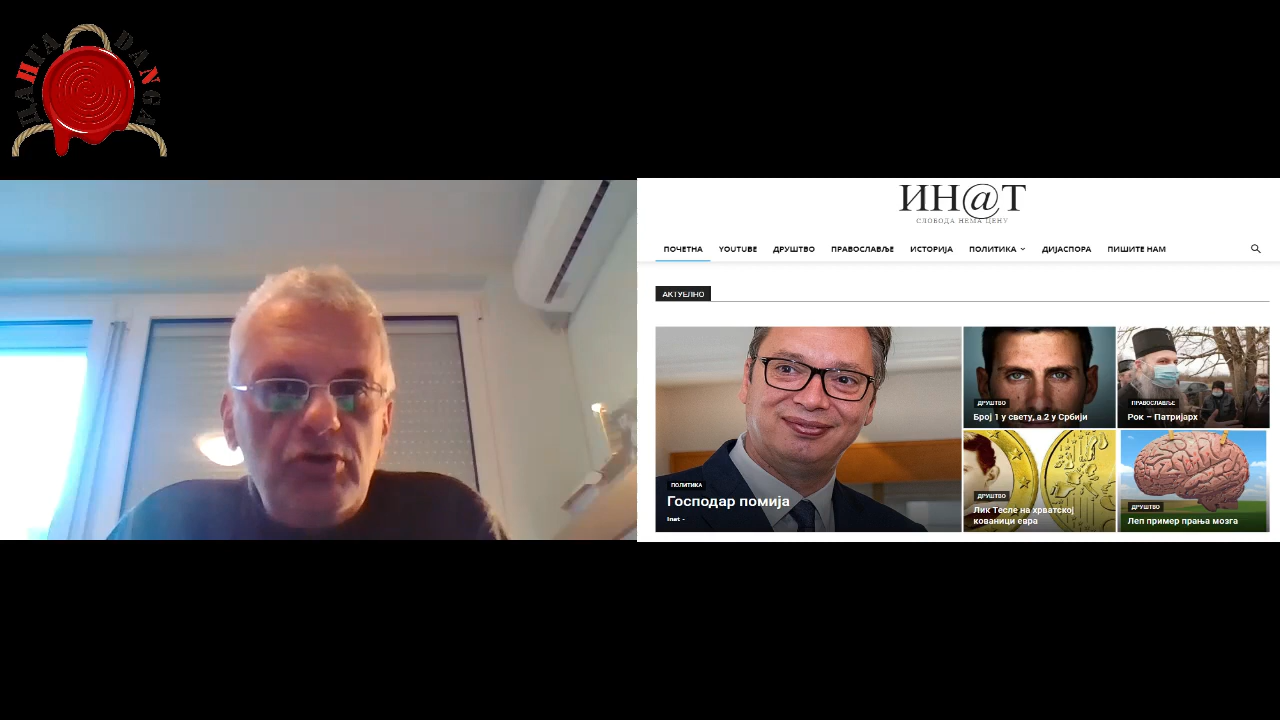 ДАНГА DANGA
ИН@Т
СЛОБОДА НЕМА ЦЕНУ
ПОЧЕТНА YOUTUBE ДРУШТВО ПРАВОСЛАВЉЕ ИСТОРИЈА ПОЛИТИКА ДИЈАСПОРА ПИШИТЕ НАМ
АКТУЕЛНО
ПОЛИТИКА
Господар помија
Inat -
ДРУШТВО
Број 1 у свету, а 2 у Србији
ПРАВОСЛАВЉЕ
Рок – Патријарх
ДРУШТВО
Лик Тесле на хрватској
кованици евра
ДРУШТВО
Леп пример прања мозга